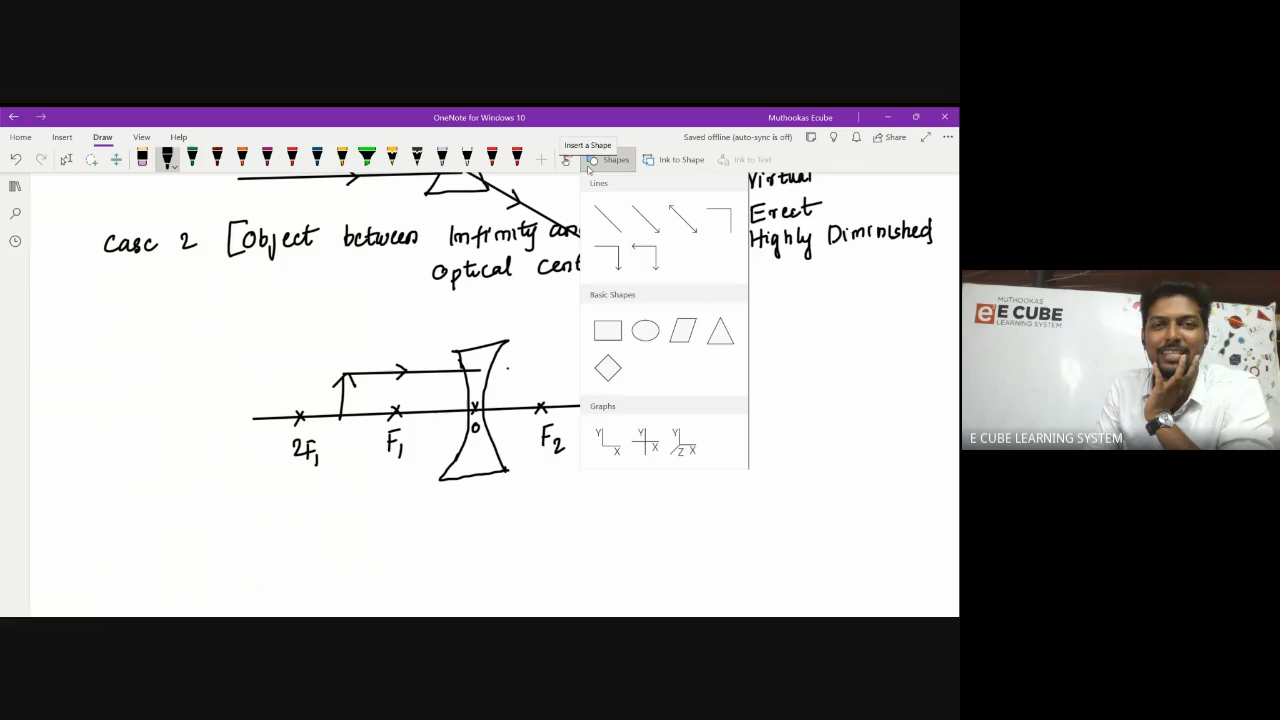 OneNote for Windows 10
Muthookas Ecube
Home Insert Draw View Help
Insert a Shape
Saved offline (auto-sync is off)
Share
Shapes
Ink to Shape
Ink to Text
Lines
Virtual
Erect
Highly Diminished
Case 2 [Object between Infinity
Optical
Basic Shapes
Graphs
Y X
Y X
Y Z X
2F1 F1 O F2
MUTHOOKAS
E CUBE
LEARNING SYSTEM
E CUBE LEARNING SYSTEM